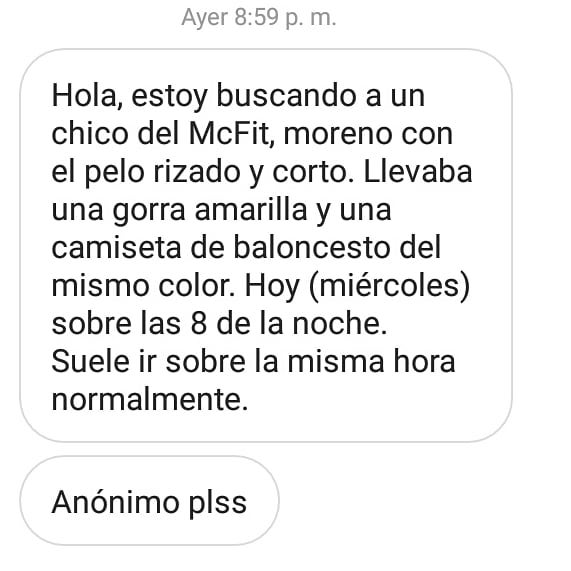 Ayer 8:59 p. m.
Hola, estoy buscando a un
chico del McFit, moreno con
el pelo rizado y corto. Llevaba
una gorra amarilla y una
camiseta de baloncesto del
mismo color. Hoy (miércoles)
sobre las 8 de la noche.
Suele ir sobre la misma hora
normalmente.
Anónimo plss